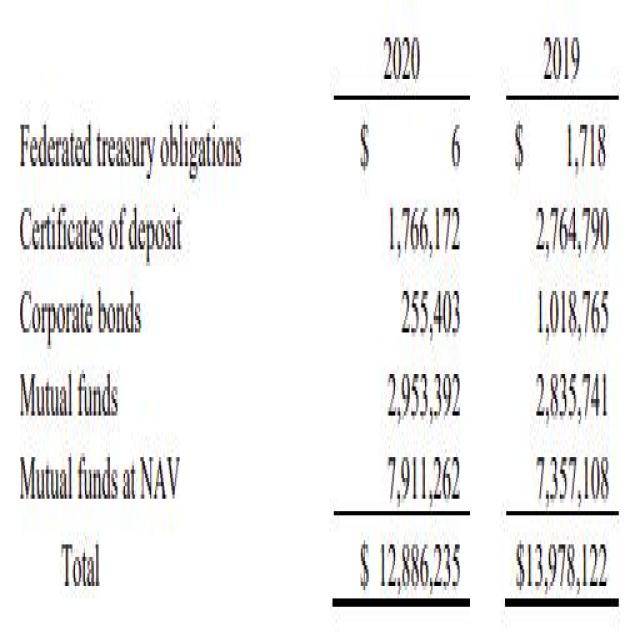 2020 2019
Federated treasury obligations $ 6 $ 1,718
Certificates of deposit 1,766,172 2,764,790
Corporate bonds 255,403 1,018,765
Mutual funds 2,953,392 2,835,741
Mutual funds at NAV 7,911,262 7,357,108
Total $ 12,886,235 $13,978,122